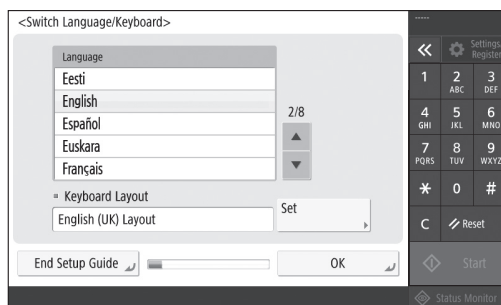 <Switch Language/Keyboard>
Language
Eesti
English
Español
Euskara
Français
2/8
Keyboard Layout
English (UK) Layout
Set
End Setup Guide
OK
Settings/
Register
1
2
ABC
3
DEF
4
GHI
5
JKL
6
MNO
7
PQRS
8
TUV
9
WXYZ
*
0
#
C
Reset
Start
Status Monitor